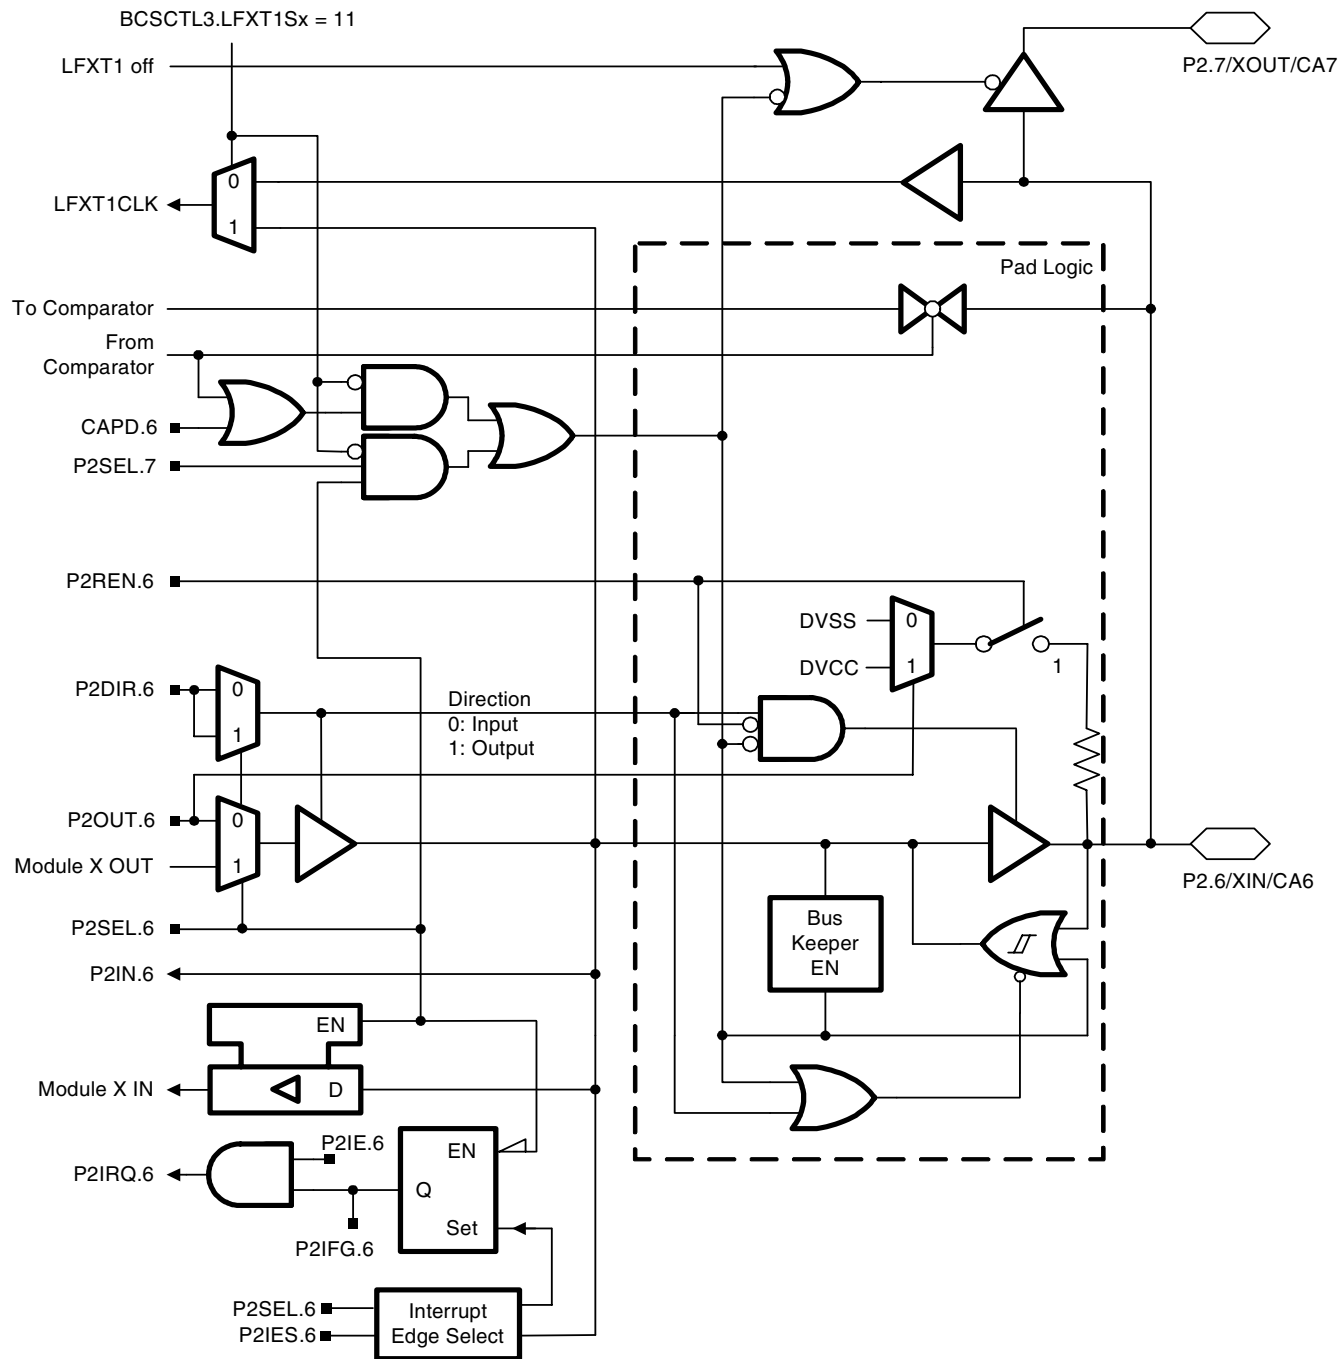 BCSCTL3.LFXT1Sx = 11
LFXT1 off
P2.7/XOUT/CA7
0
LFXT1CLK
1
Pad Logic
To Comparator
From
Comparator
CAPD.6
P2SEL.7
P2REN.6
DVSS
0
DVCC
1
1
P2DIR.6
0
1
Direction
0: Input
1: Output
P2OUT.6
0
Module X OUT
1
P2.6/XIN/CA6
P2SEL.6
Bus
Keeper
EN
P2IN.6
EN
Module X IN
D
P2IE.6
EN
P2IRQ.6
Q
Set
P2IFG.6
P2SEL.6
P2IES.6
Interrupt
Edge Select